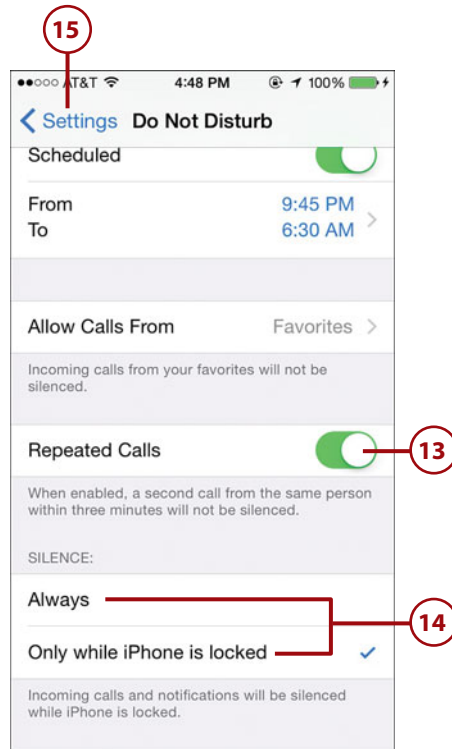 15
AT&T 4:48 PM 100%
Settings Do Not Disturb
Scheduled
From 9:45 PM
To 6:30 AM
Allow Calls From Favorites
Incoming calls from your favorites will not be
silenced.
Repeated Calls
13
When enabled, a second call from the same person
within three minutes will not be silenced.
SILENCE:
Always
14
Only while iPhone is locked
Incoming calls and notifications will be silenced
while iPhone is locked.